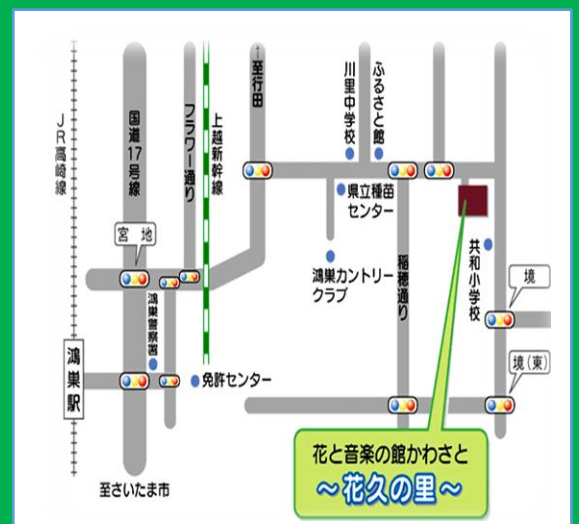 JR高崎線
国道17号線
フラワー通り
上越新幹線
至行田
川里中学校
ふるさと館
県立種苗
センター
宮 地
鴻巣カントリー
クラブ
稲穂通り
共和小学校
境
鴻巣警察署
鴻巣駅
免許センター
境(東)
至さいたま市
花と音楽の館かわさと
～花久の里～